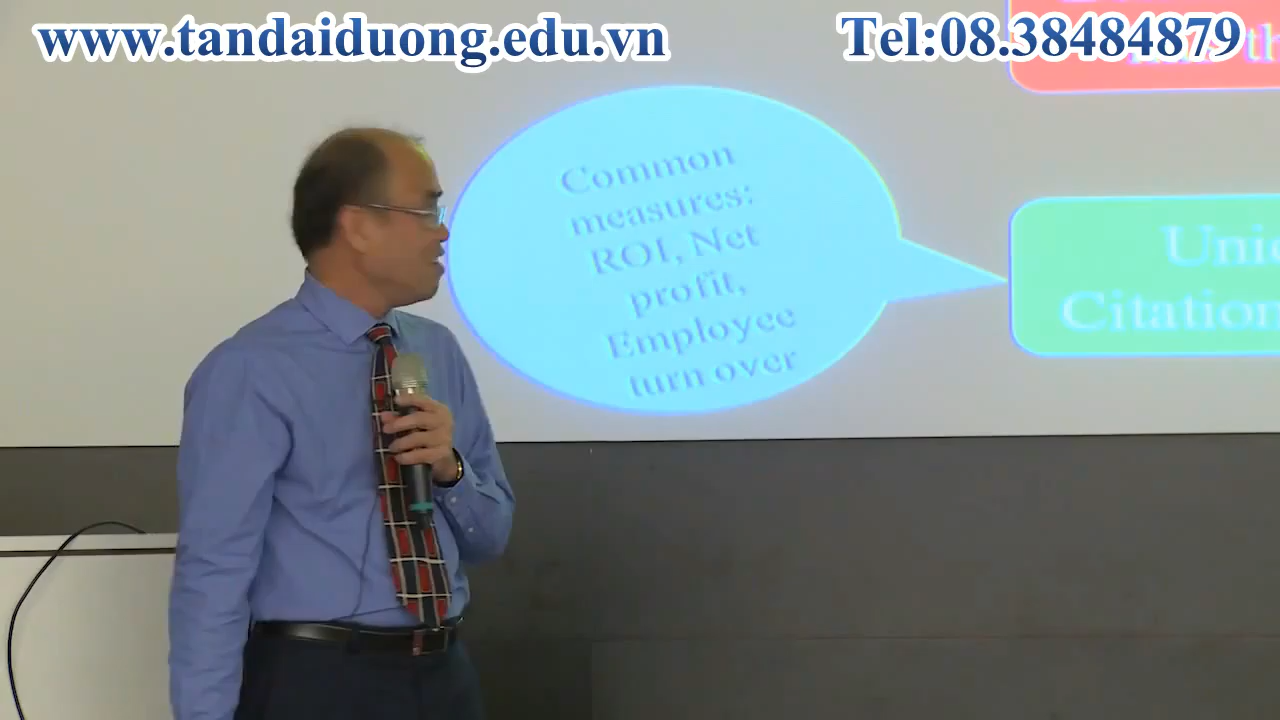 www.tandaiduong.edu.vn
Tel:08.38484879
Common
measures:
ROI, Net
profit,
Employee
turn over
Citation